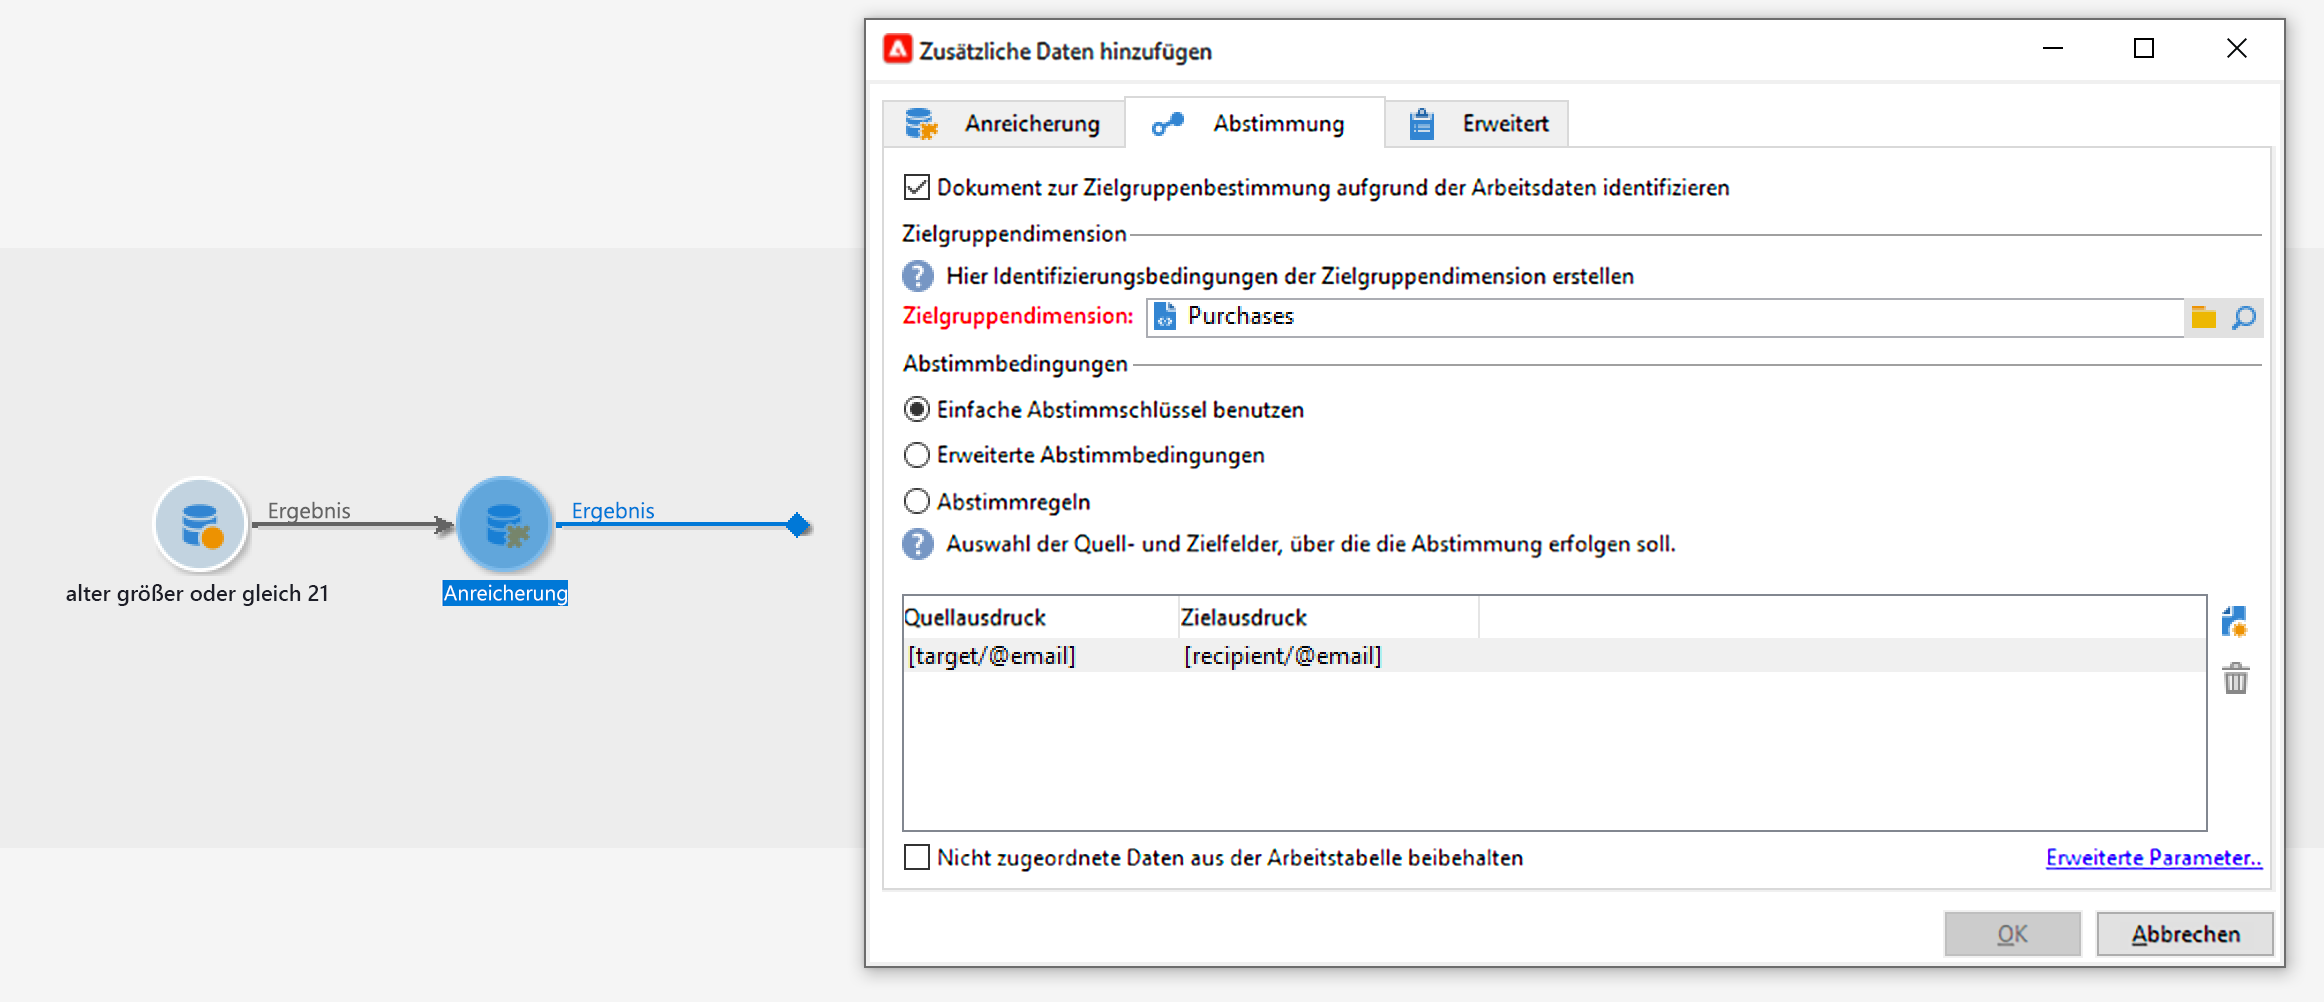 Zusätzliche Daten hinzufügen
Anreicherung
Abstimmung
Erweitert
Dokument zur Zielgruppenbestimmung aufgrund der Arbeitsdaten identifizieren
Zielgruppendimension
Hier Identifizierungsbedingungen der Zielgruppendimension erstellen
Zielgruppendimension: Purchases
Abstimmbedingungen
Einfache Abstimmschlüssel benutzen
Erweiterte Abstimmbedingungen
Abstimmregeln
Auswahl der Quell- und Zielfelder, über die die Abstimmung erfolgen soll.
Quellausdruck Zielausdruck
[target/@email] [recipient/@email]
Nicht zugeordnete Daten aus der Arbeitstabelle beibehalten
Erweiterte Parameter..
OK
Abbrechen
Ergebnis
Ergebnis
alter größer oder gleich 21
Anreicherung